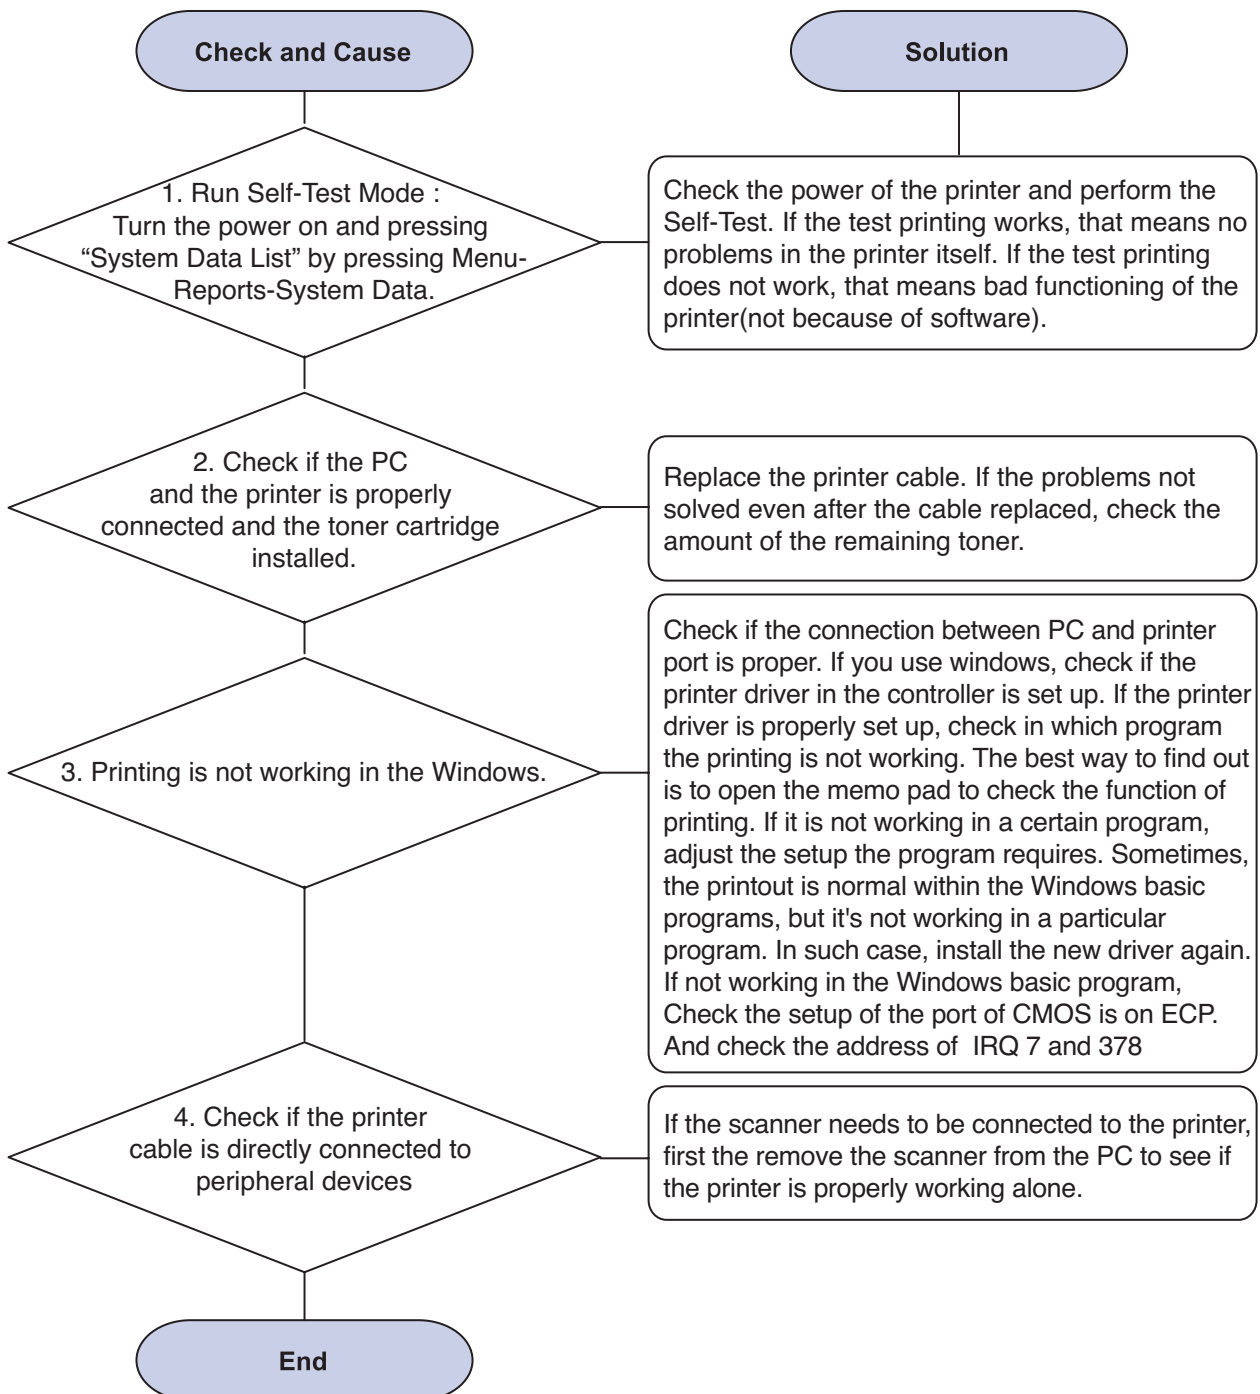 Check and Cause
Solution
1. Run Self-Test Mode :
Turn the power on and pressing
“System Data List” by pressing Menu-
Reports-System Data.
Check the power of the printer and perform the
Self-Test. If the test printing works, that means no
problems in the printer itself. If the test printing
does not work, that means bad functioning of the
printer(not because of software).
2. Check if the PC
and the printer is properly
connected and the toner cartridge
installed.
Replace the printer cable. If the problems not
solved even after the cable replaced, check the
amount of the remaining toner.
3. Printing is not working in the Windows.
Check if the connection between PC and printer
port is proper. If you use windows, check if the
printer driver in the controller is set up. If the printer
driver is properly set up, check in which program
the printing is not working. The best way to find out
is to open the memo pad to check the function of
printing. If it is not working in a certain program,
adjust the setup the program requires. Sometimes,
the printout is normal within the Windows basic
programs, but it's not working in a particular
program. In such case, install the new driver again.
If not working in the Windows basic program,
Check the setup of the port of CMOS is on ECP.
And check the address of  IRQ 7 and 378
4. Check if the printer
cable is directly connected to
peripheral devices
If the scanner needs to be connected to the printer,
first the remove the scanner from the PC to see if
the printer is properly working alone.
End